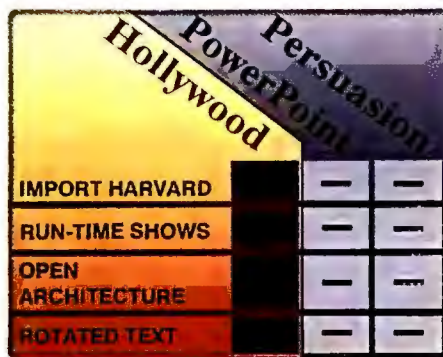 Hollywood
PowerPoint
Persuasion
IMPORT HARVARD — —
RUN-TIME SHOWS — —
OPEN
ARCHITECTURE — —
ROTATED TEXT — —